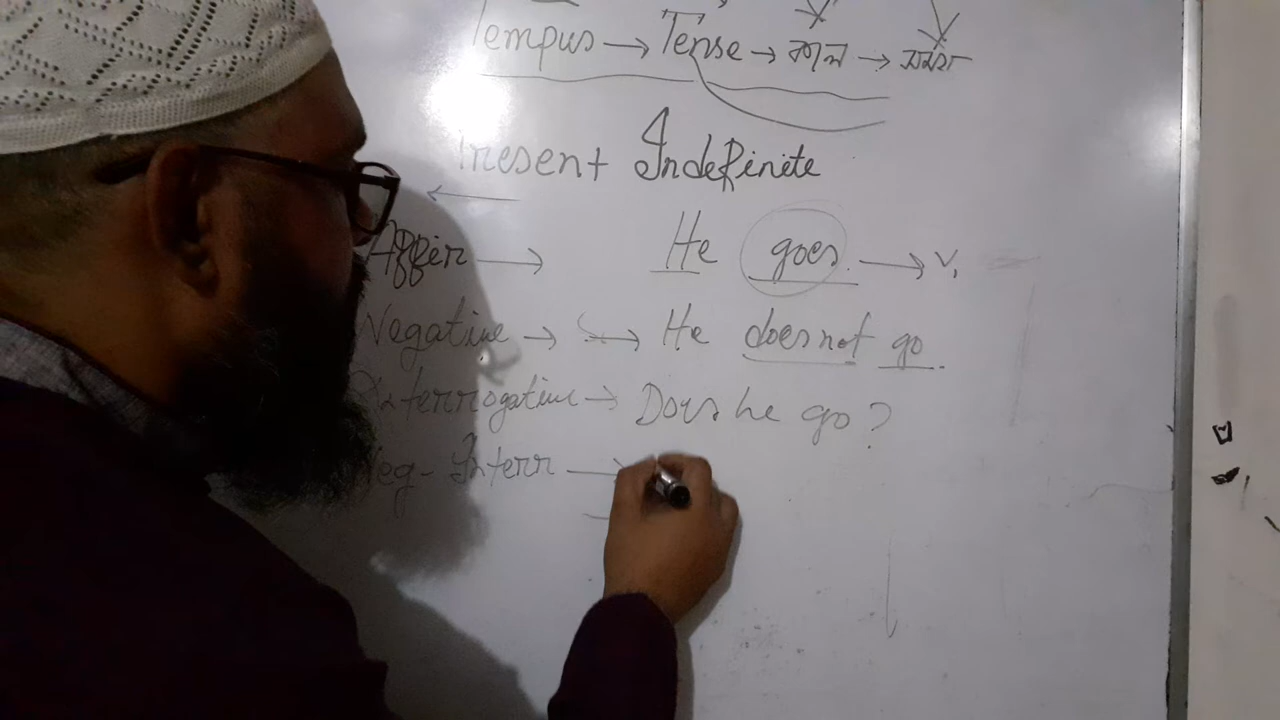 Tempus → Tense → কাল → সময়
Present Indefinite
Affir → He goes. → V₁
Negative → → He does not go.
Interrogative → Does he go?
Neg-Interr →